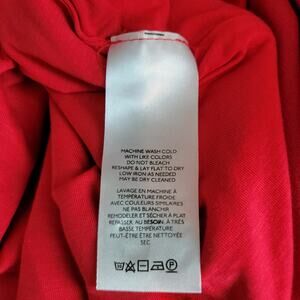 MACHINE WASH COLD
WITH LIKE COLORS
DO NOT BLEACH
RESHAPE & LAY FLAT TO DRY
LOW IRON AS NEEDED
MAY BE DRY CLEANED
LAVAGE EN MACHINE À
TEMPÉRATURE FROIDE
AVEC COULEURS SIMILAIRES
NE PAS BLANCHIR
REMODELER ET SÉCHER À PLAT
REPASSER, AU BESOIN, À TRÈS
BASSE TEMPÉRATURE
PEUT-ÊTRE ÊTRE NETTOYÉE
SEC